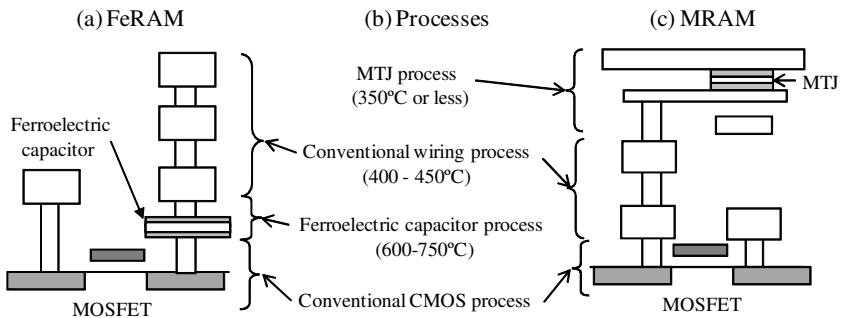 (a) FeRAM
(b) Processes
(c) MRAM
Ferroelectric
capacitor
MTJ process
(350ºC or less)
MTJ
Conventional wiring process
(400 - 450ºC)
Ferroelectric capacitor process
(600-750ºC)
Conventional CMOS process
MOSFET
MOSFET